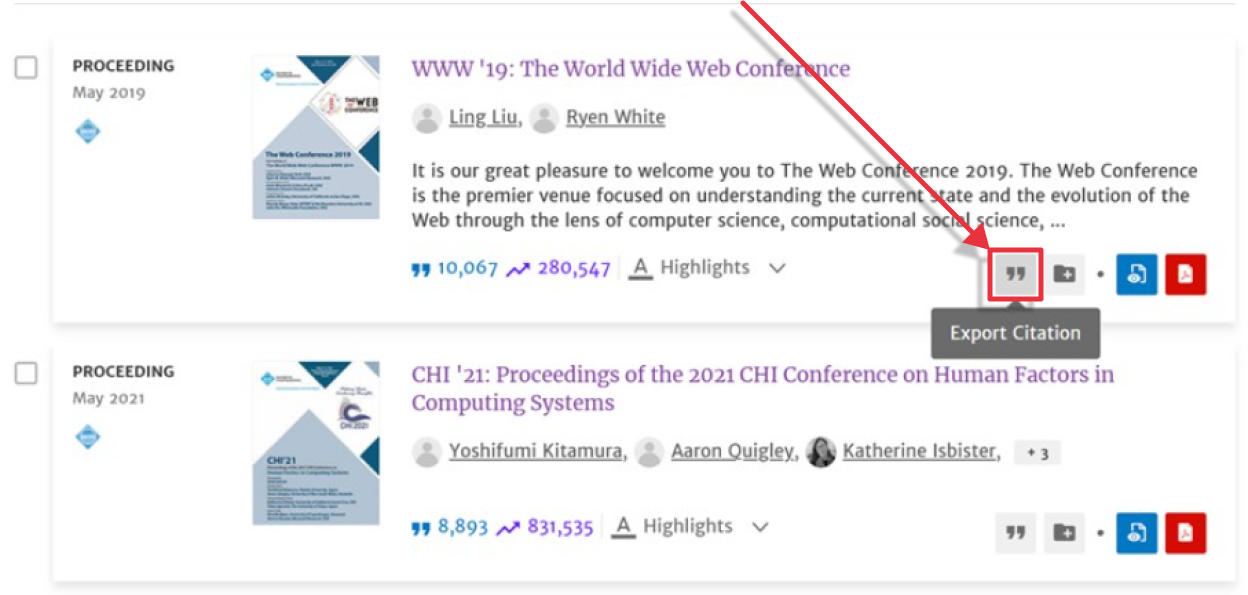 PROCEEDING
May 2019
THE WEB
CONFERENCE
The Web Conference 2019
WWW '19: The World Wide Web Conference
Ling Liu, Ryen White
It is our great pleasure to welcome you to The Web Conference 2019. The Web Conference
is the premier venue focused on understanding the current state and the evolution of the
Web through the lens of computer science, computational social science, ...
10,067 280,547 A Highlights
Export Citation
PROCEEDING
May 2021
CHI 2021
CHI'21
CHI '21: Proceedings of the 2021 CHI Conference on Human Factors in
Computing Systems
Yoshifumi Kitamura, Aaron Quigley, Katherine Isbister, + 3
8,893 831,535 A Highlights